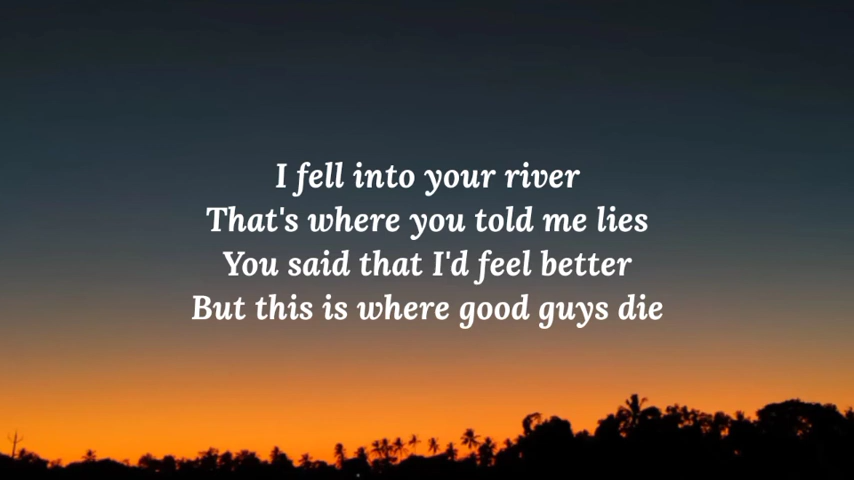 I fell into your river
That's where you told me lies
You said that I'd feel better
But this is where good guys die